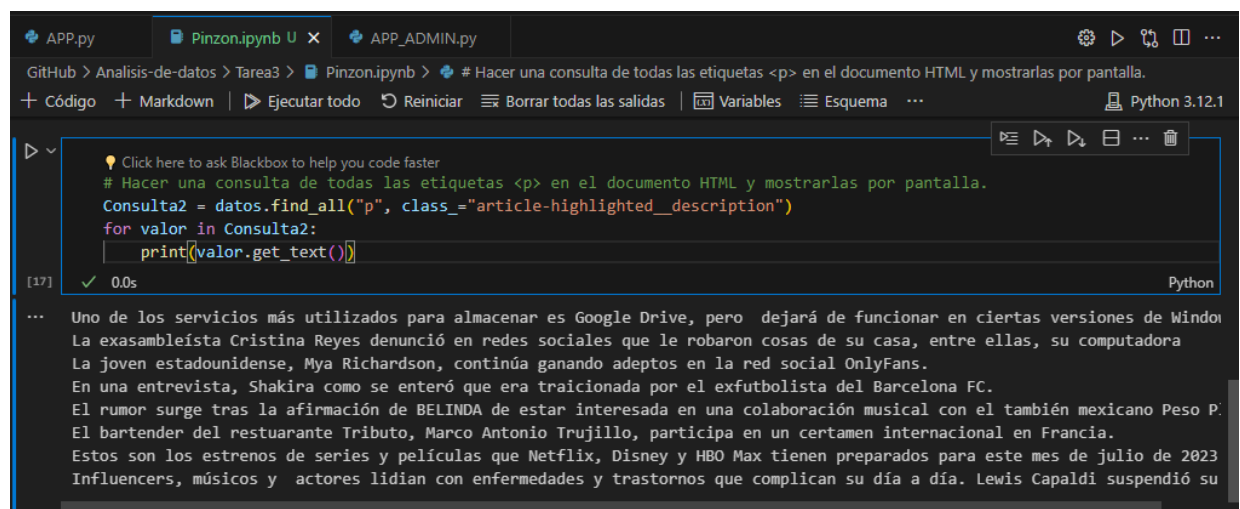 APP.py Pinzon.ipynb U APP_ADMIN.py
GitHub > Analisis-de-datos > Tarea3 > Pinzon.ipynb > # Hacer una consulta de todas las etiquetas <p> en el documento HTML y mostrarlas por pantalla.
+ Código + Markdown | Ejecutar todo Reiniciar Borrar todas las salidas | Variables Esquema ... Python 3.12.1
Click here to ask Blackbox to help you code faster
# Hacer una consulta de todas las etiquetas <p> en el documento HTML y mostrarlas por pantalla.
Consulta2 = datos.find_all("p", class_="article-highlighted__description")
for valor in Consulta2:
    print(valor.get_text())
[17] ✓ 0.0s Python
... Uno de los servicios más utilizados para almacenar es Google Drive, pero  dejará de funcionar en ciertas versiones de
La exasambleísta Cristina Reyes denunció en redes sociales que le robaron cosas de su casa, entre ellas, su computadora
La joven estadounidense, Mya Richardson, continúa ganando adeptos en la red social OnlyFans.
En una entrevista, Shakira como se enteró que era traicionada por el exfutbolista del Barcelona FC.
El rumor surge tras la afirmación de BELINDA de estar interesada en una colaboración musical con el también mexicano Peso
El bartender del restuarante Tributo, Marco Antonio Trujillo, participa en un certamen internacional en Francia.
Estos son los estrenos de series y películas que Netflix, Disney y HBO Max tienen preparados para este mes de julio de 2023
Influencers, músicos y  actores lidian con enfermedades y trastornos que complican su día a día. Lewis Capaldi suspendió su